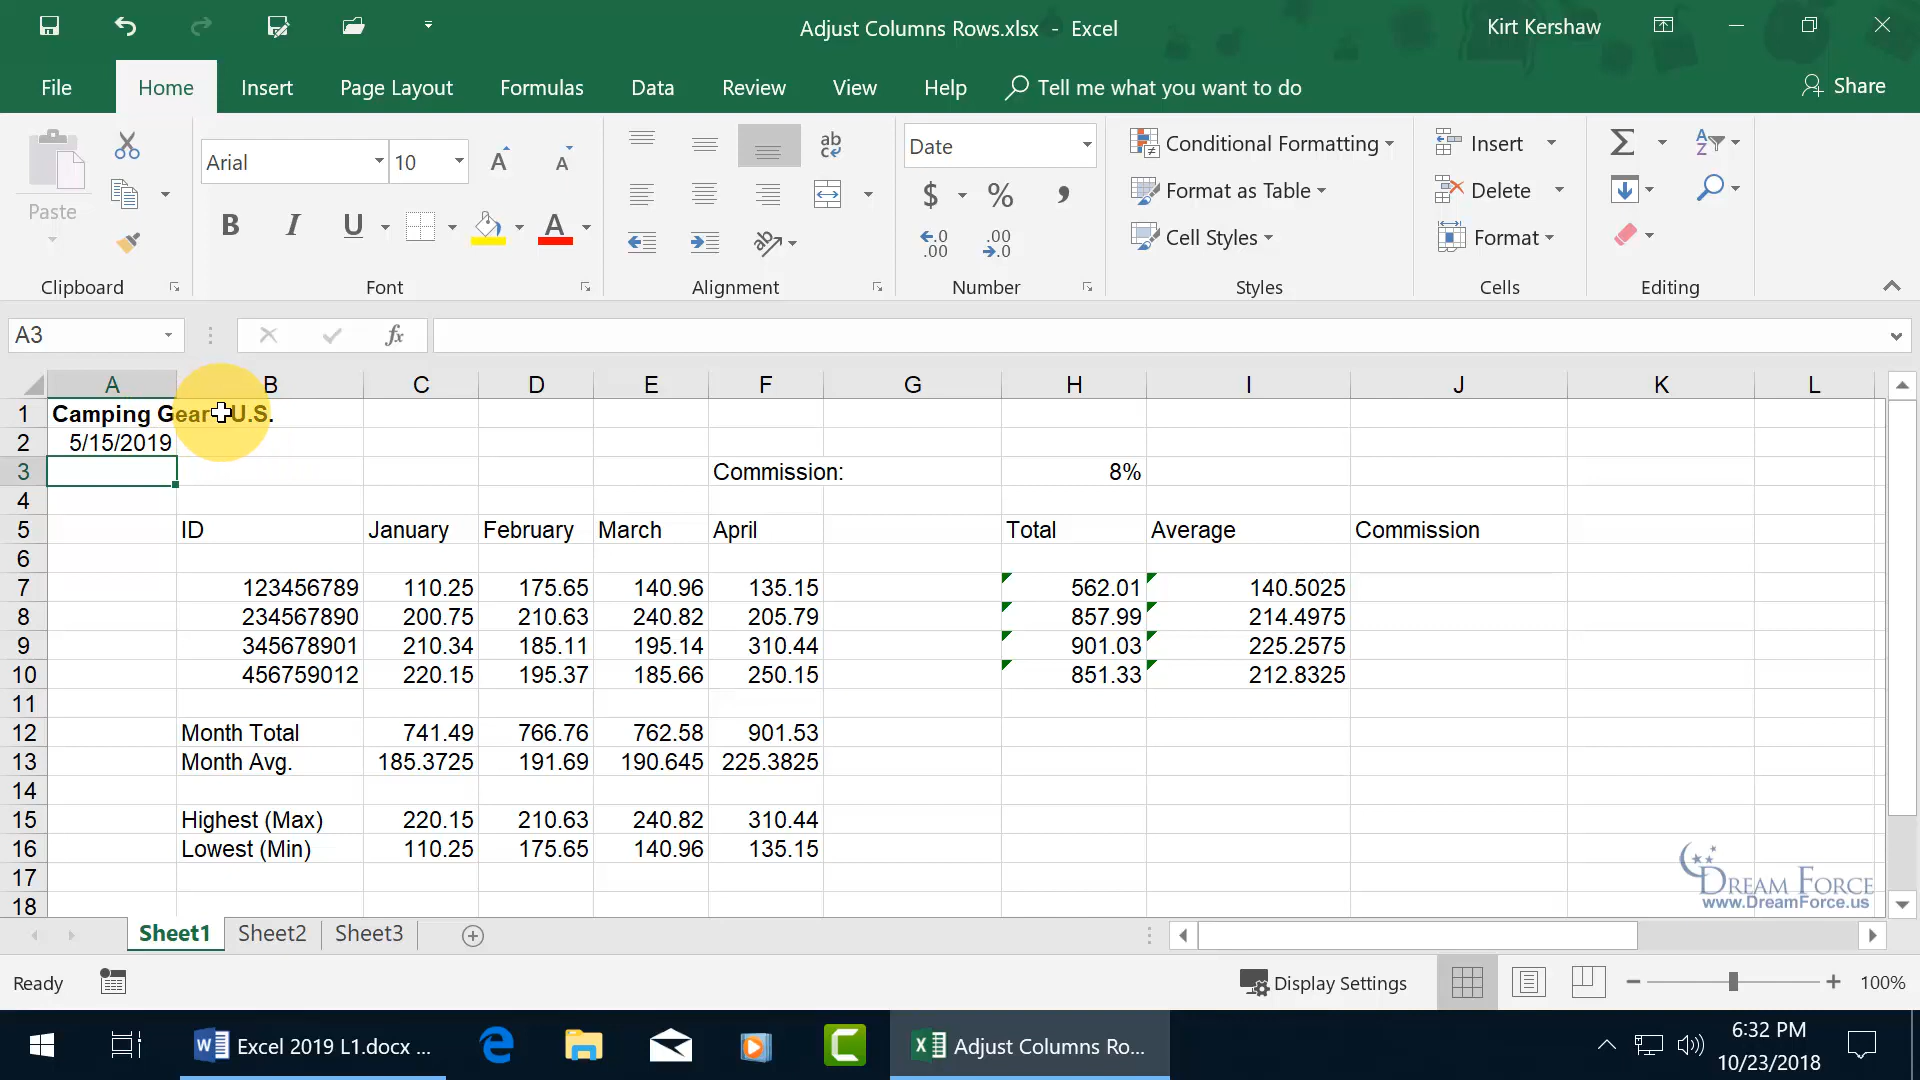 Adjust Columns Rows.xlsx - Excel
Kirt Kershaw
File Home Insert Page Layout Formulas Data Review View Help Tell me what you want to do Share
Paste
Arial 10
B I U A
ab c
Date
$ % ,
Conditional Formatting
Format as Table
Cell Styles
Insert
Delete
Format
Clipboard Font Alignment Number Styles Cells Editing
A3 fx
A B C D E F G H I J K L
1 Camping Gear U.S.
2 5/15/2019
3 Commission: 8%
4
5 ID January February March April Total Average Commission
6
7 123456789 110.25 175.65 140.96 135.15 562.01 140.5025
8 234567890 200.75 210.63 240.82 205.79 857.99 214.4975
9 345678901 210.34 185.11 195.14 310.44 901.03 225.2575
10 456759012 220.15 195.37 185.66 250.15 851.33 212.8325
11
12 Month Total 741.49 766.76 762.58 901.53
13 Month Avg. 185.3725 191.69 190.645 225.3825
14
15 Highest (Max) 220.15 210.63 240.82 310.44
16 Lowest (Min) 110.25 175.65 140.96 135.15
17
18
Dream Force
www.DreamForce.us
Sheet1 Sheet2 Sheet3
Ready Display Settings 100%
Excel 2019 L1.docx ... Adjust Columns Ro...
6:32 PM
10/23/2018